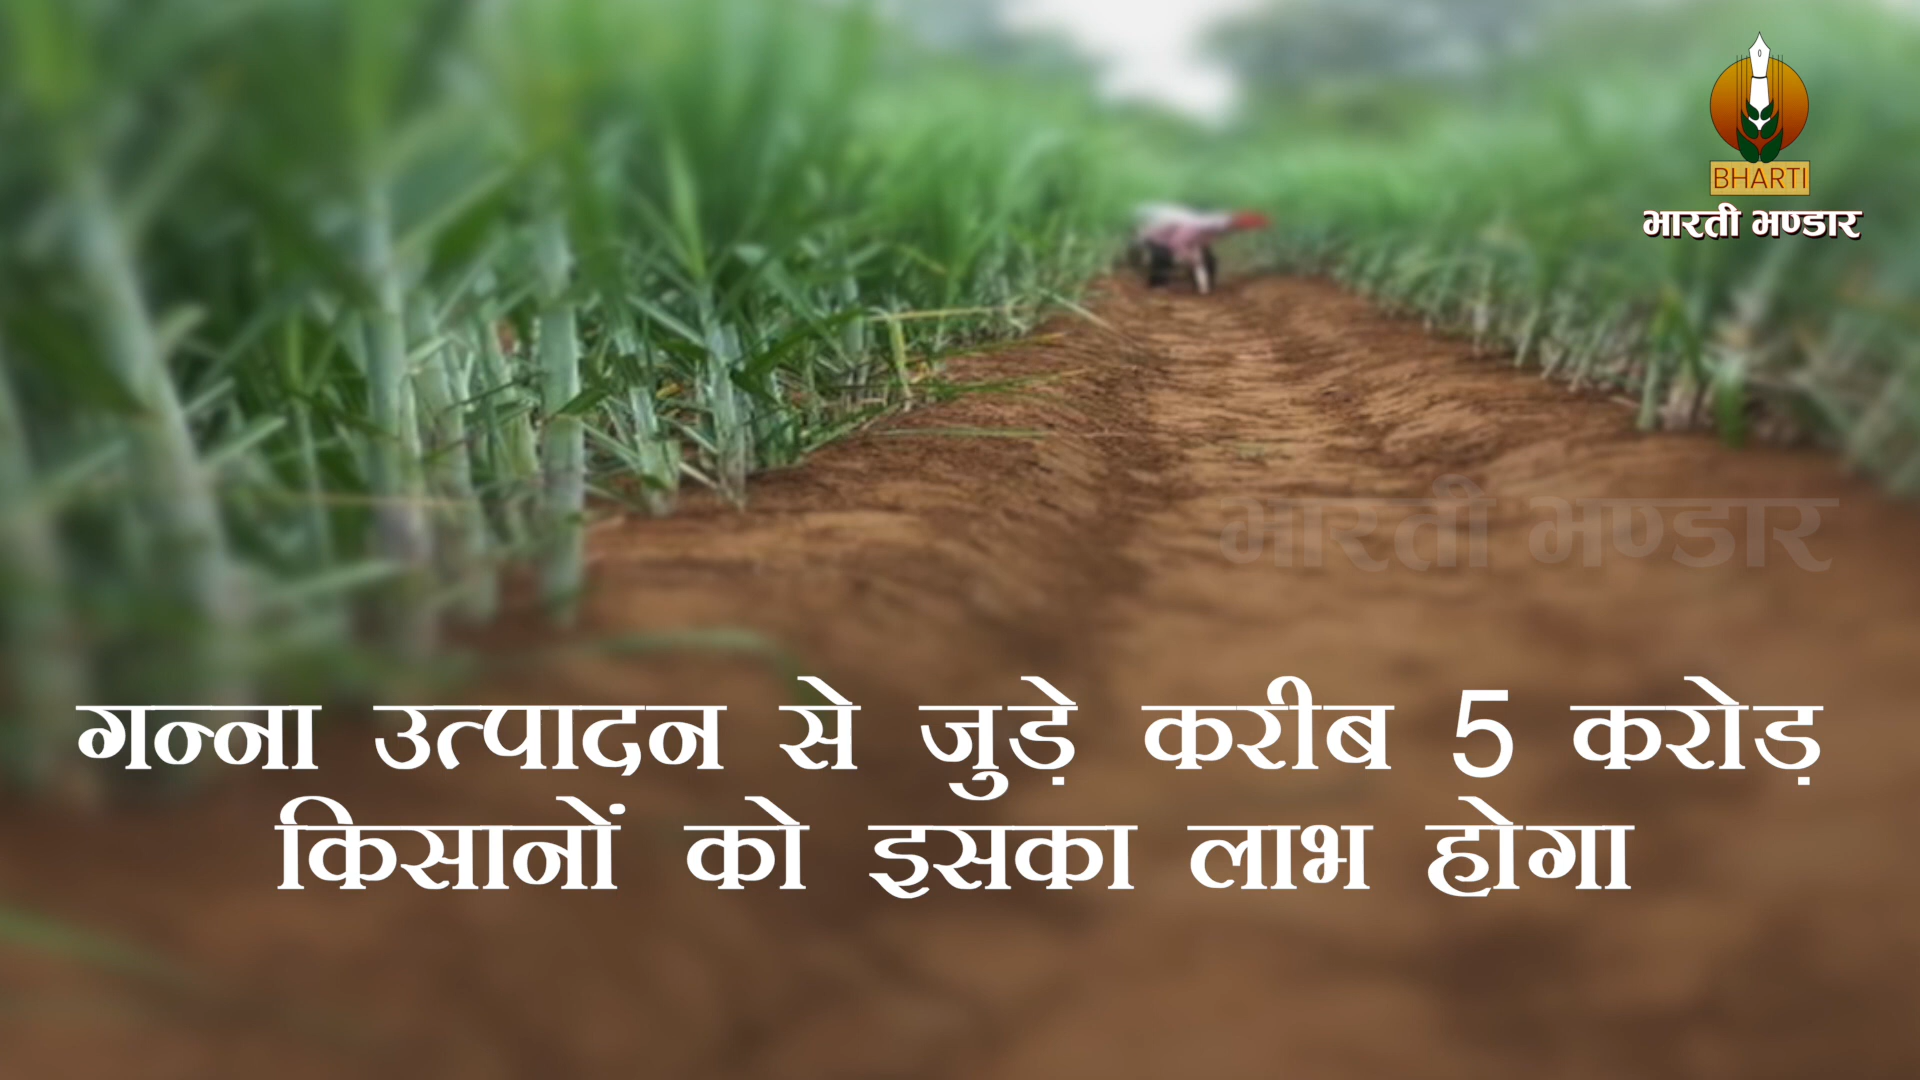 BHARTI
भारती भण्डार
भारती भण्डार
गन्ना उत्पादन से जुड़े करीब 5 करोड़
किसानों को इसका लाभ होगा